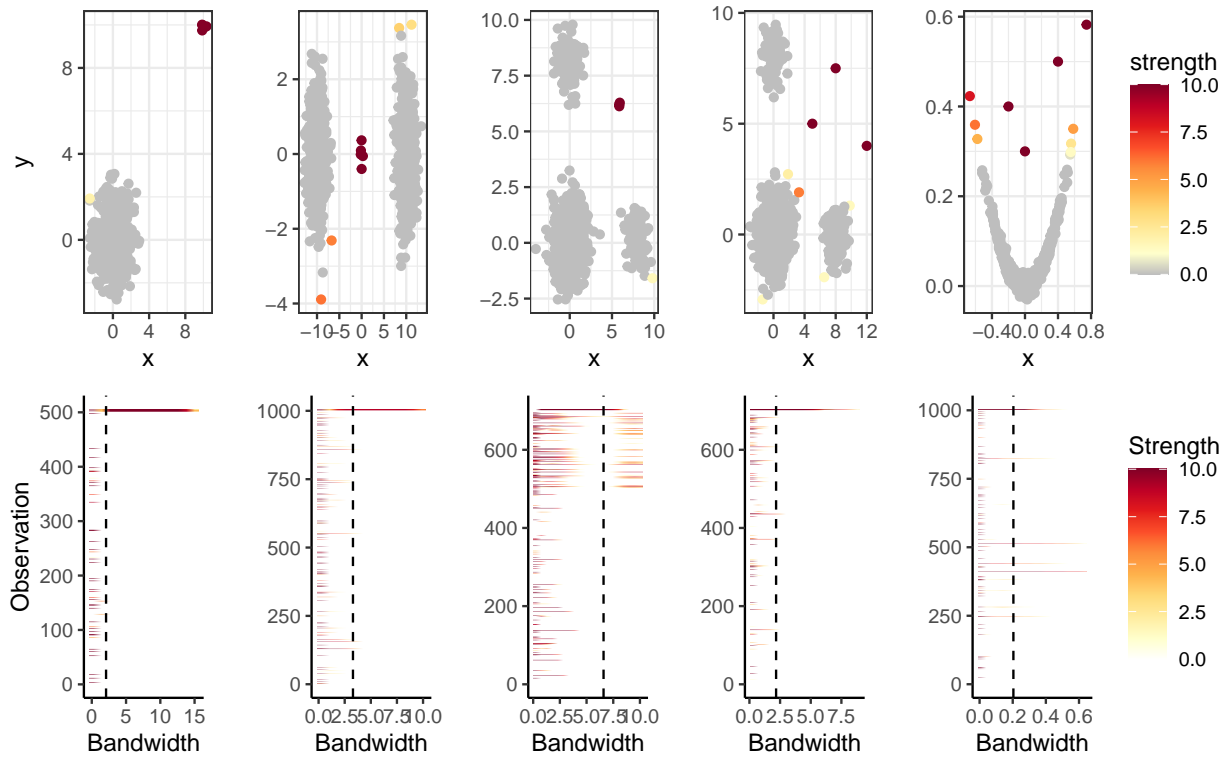 y
8
4
0
0 4 8
x
2
0
−2
−4
−10 −5 0 5 10
x
10.0
7.5
5.0
2.5
0.0
−2.5
0 5 10
x
10
5
0
0 4 8 12
x
0.6
0.4
0.2
0.0
−0.4 0.0 0.4 0.8
x
strength
10.0
7.5
5.0
2.5
0.0
Observation
500
400
300
200
100
0
0 5 10 15
Bandwidth
1000
750
500
250
0
0.0 2.5 5.0 7.5 10.0
Bandwidth
600
400
200
0
0.0 2.5 5.0 7.5 10.0
Bandwidth
600
400
200
0
0.0 2.5 5.0 7.5
Bandwidth
1000
750
500
250
0
0.0 0.2 0.4 0.6
Bandwidth
Strength
10.0
7.5
5.0
2.5
0.0